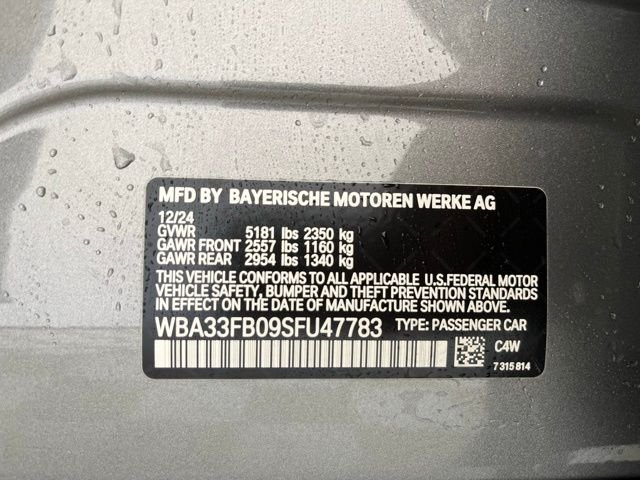 MFD BY BAYERISCHE MOTOREN WERKE AG
12/24
GVWR 5181 lbs 2350 kg
GAWR FRONT 2557 lbs 1160 kg
GAWR REAR 2954 lbs 1340 kg
THIS VEHICLE CONFORMS TO ALL APPLICABLE U.S.FEDERAL MOTOR
VEHICLE SAFETY, BUMPER AND THEFT PREVENTION STANDARDS
IN EFFECT ON THE DATE OF MANUFACTURE SHOWN ABOVE.
WBA33FB09SFU47783 TYPE: PASSENGER CAR
C4W
7 315 814